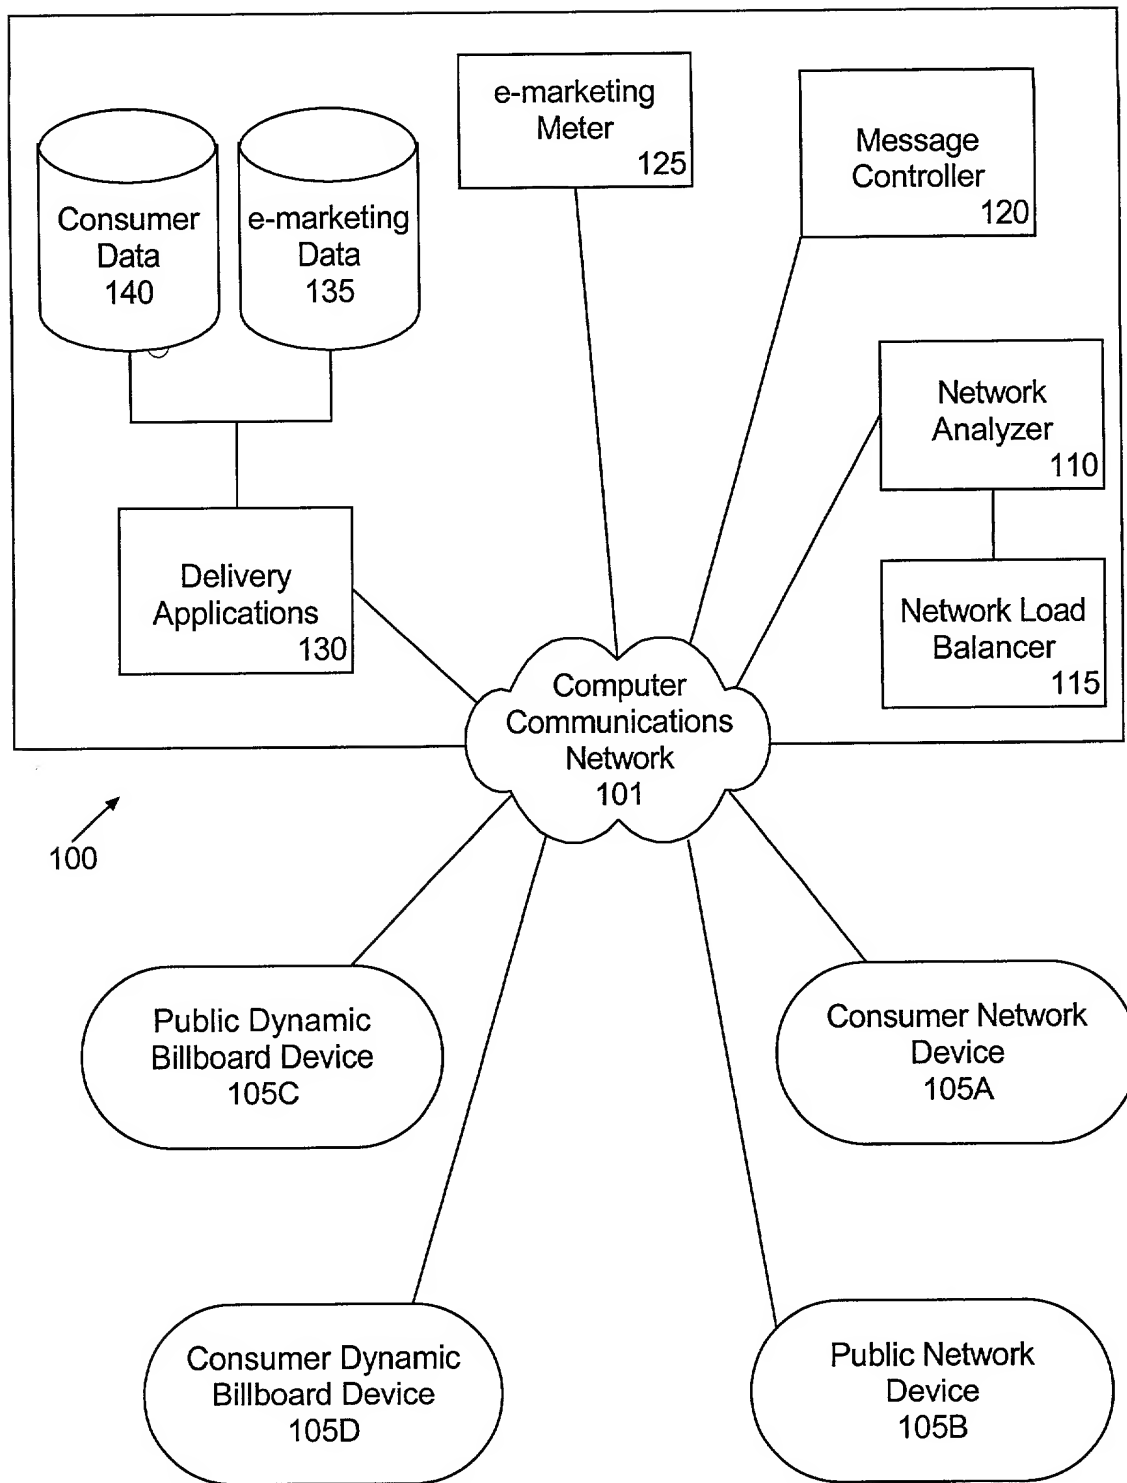 e-marketing
Meter
125
Message
Controller
120
Consumer
Data
140
e-marketing
Data
135
Network
Analyzer
110
Delivery
Applications
130
Network Load
Balancer
115
Computer
Communications
Network
101
100
Public Dynamic
Billboard Device
105C
Consumer Network
Device
105A
Consumer Dynamic
Billboard Device
105D
Public Network
Device
105B